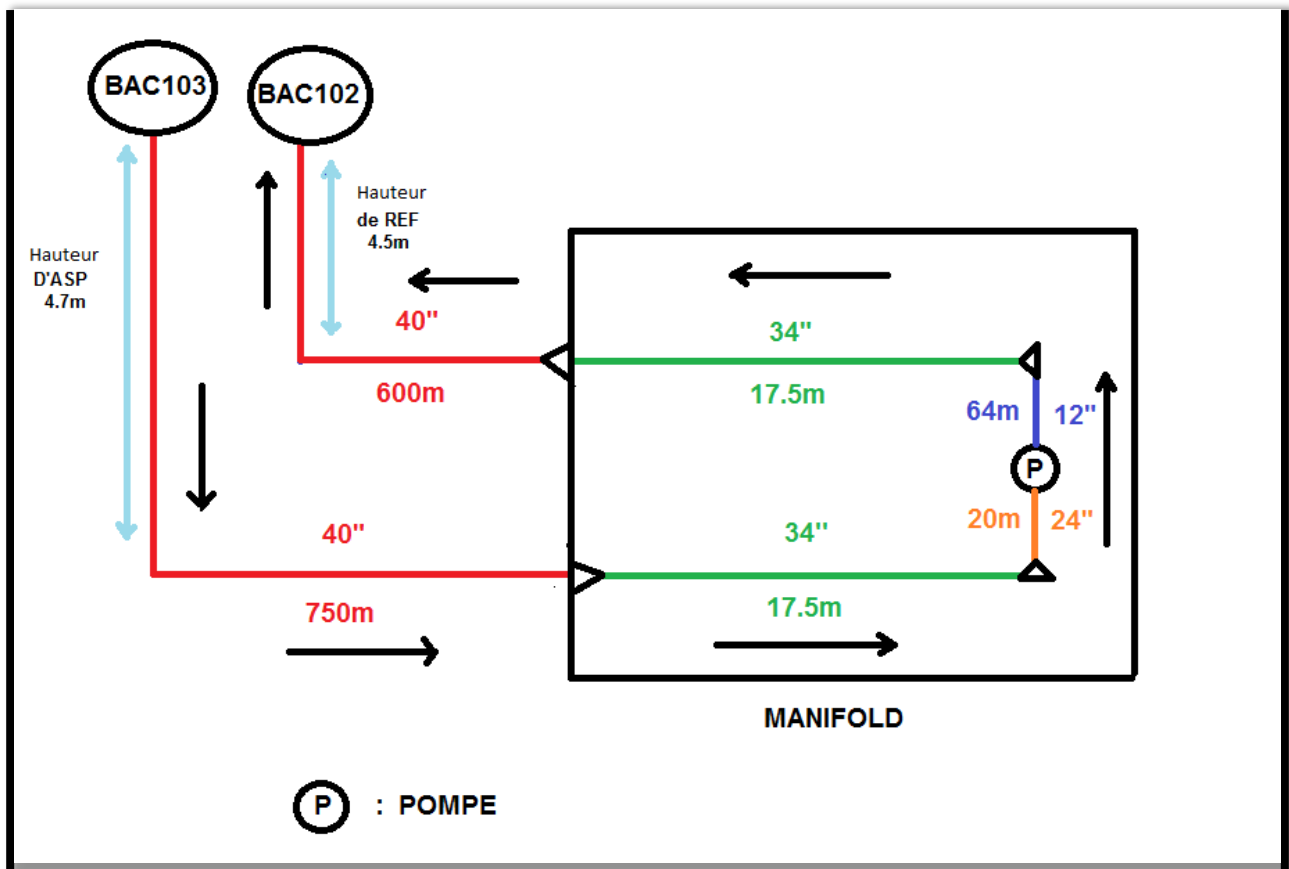 BAC103
BAC102
Hauteur
de REF
4.5m
Hauteur
D'ASP
4.7m
40"
600m
34"
17.5m
64m 12"
P
20m 24"
40"
750m
34"
17.5m
MANIFOLD
P : POMPE